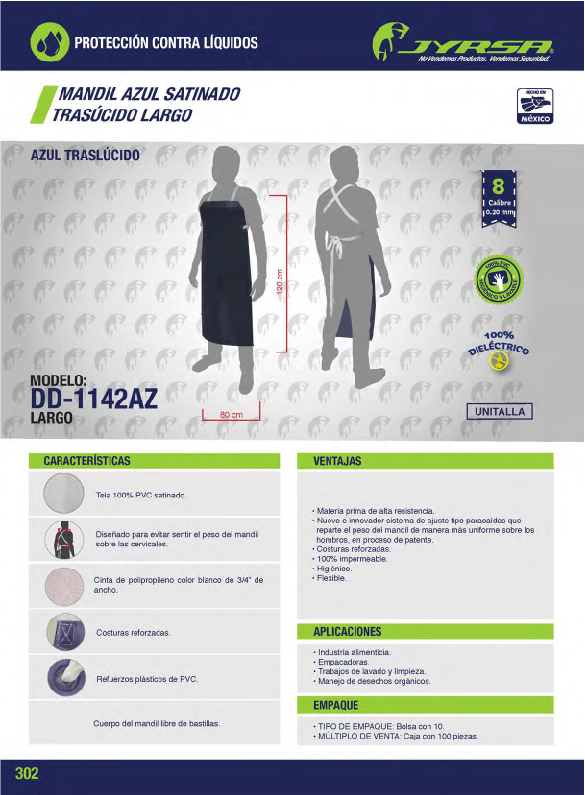 PROTECCIÓN CONTRA LÍQUIDOS
JYRSA®
No Vendemos Productos. Vendemos Seguridad.
MANDIL AZUL SATINADO
TRASÚCIDO LARGO
HECHO EN
MÉXICO
AZUL TRASLÚCIDO
8
Calibre
0.20 mm
120 cm
100% PVC
HIGIÉNICO Y LAVABLE
100%
DIELÉCTRICO
MODELO:
DD-1142AZ
LARGO
80 cm
UNITALLA
CARACTERÍSTICAS
Tela 100% PVC satinado.
Diseñado para evitar sentir el peso del mandil
sobre las cervicales.
Cinta de polipropileno color blanco de 3/4" de
ancho.
Costuras reforzadas.
Refuerzos plásticos de PVC.
Cuerpo del mandil libre de bastillas.
VENTAJAS
• Materia prima de alta resistencia.
• Nuevo e innovador sistema de ajuste tipo paracaídas que
reparte el peso del mandil de manera más uniforme sobre los
hombros, en proceso de patente.
• Costuras reforzadas.
• 100% impermeable.
• Higiénico.
• Flexible.
APLICACIONES
• Industria alimenticia.
• Empacadoras.
• Trabajos de lavado y limpieza.
• Manejo de desechos orgánicos.
EMPAQUE
• TIPO DE EMPAQUE: Bolsa con 10.
• MÚLTIPLO DE VENTA: Caja con 100 piezas.
302